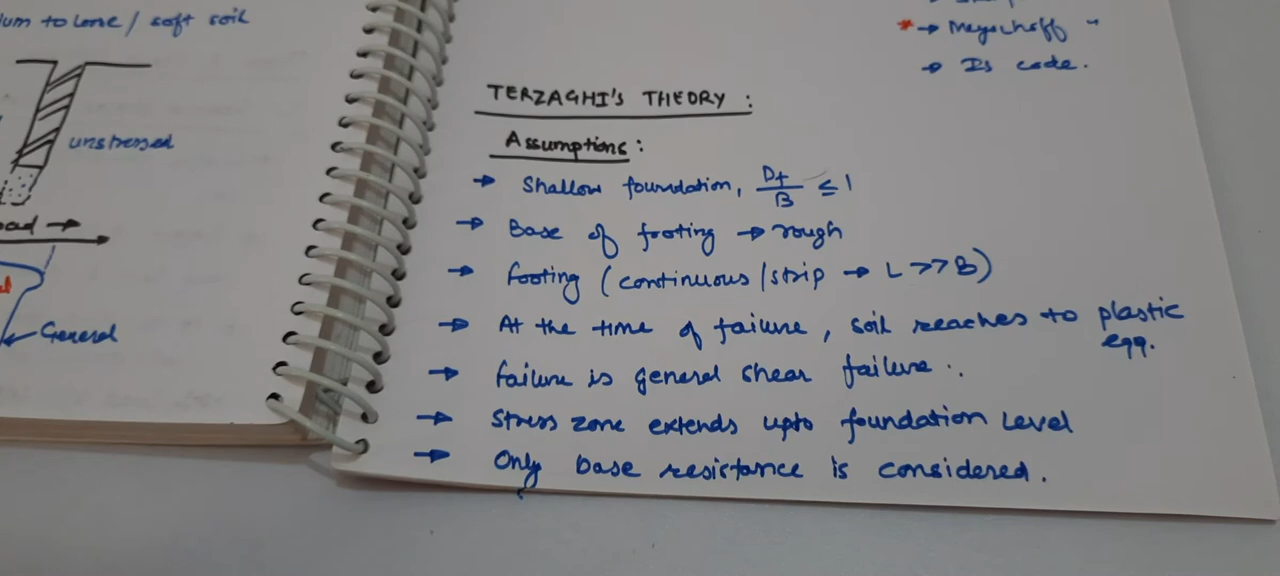 um to lone / soft soil
unstressed
oad →
General
* → Meyerhoff "
→ Is code.
TERZAGHI'S THEORY :
Assumptions :
→ Shallow foundation, Df/B ≤ 1
→ Base of footing → rough
→ footing (continuous/strip → L >> B)
→ At the time of failure, soil reaches to plastic
eqq.
→ failure is general shear failure ..
→ Stress zone extends upto foundation Level
→ Only base resistance is considered.